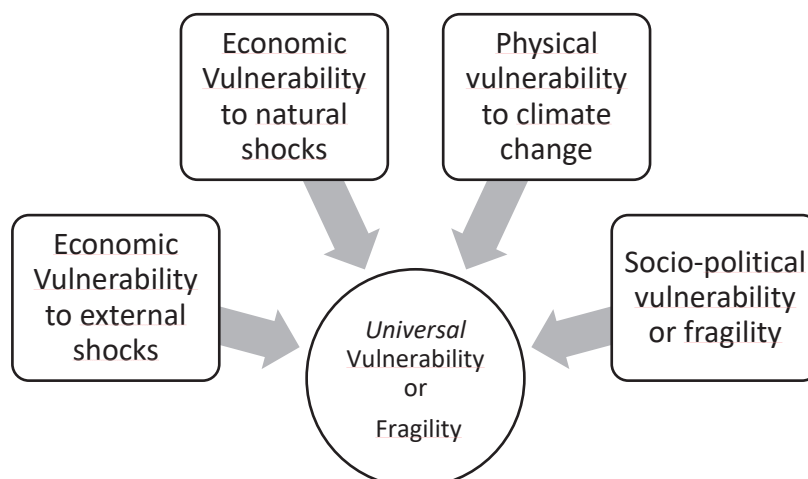 Economic
Vulnerability
to natural
shocks
Physical
vulnerability
to climate
change
Economic
Vulnerability
to external
shocks
Socio-political
vulnerability
or fragility
Universal
Vulnerability
or
Fragility